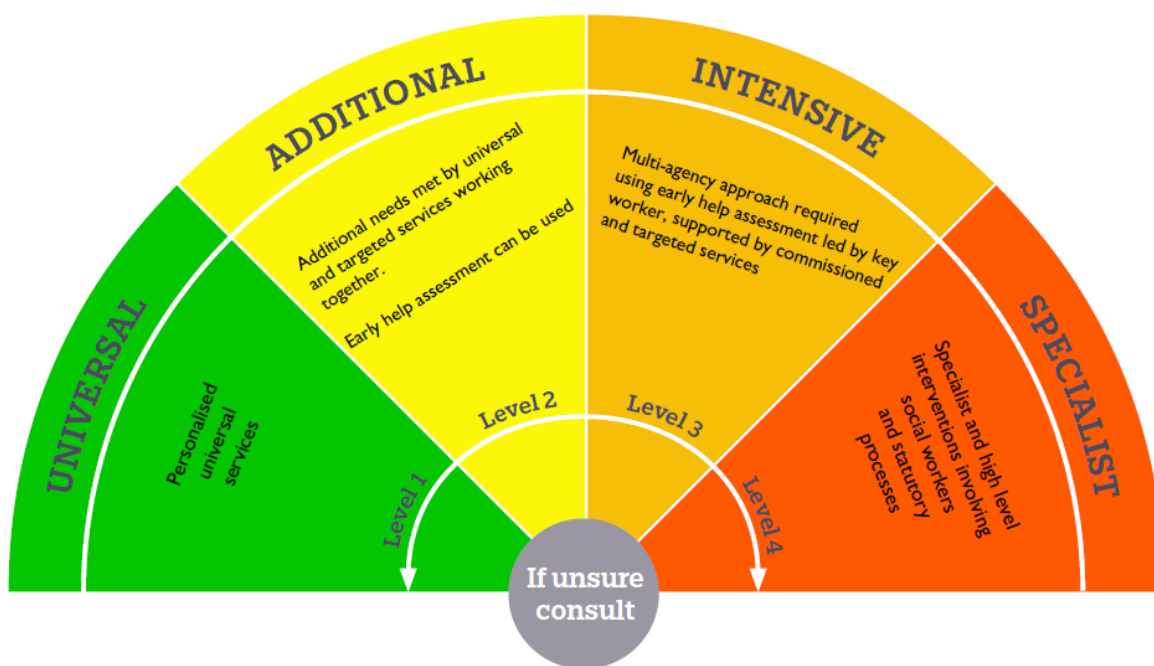 UNIVERSAL
Personalised
universal
services
Level 1
ADDITIONAL
Additional needs met by universal
and targeted services working
together.
Early help assessment can be used
Level 2
INTENSIVE
Multi-agency approach required
using early help assessment led by key
worker, supported by commissioned
and targeted services
Level 3
SPECIALIST
Specialist and high level
interventions involving
social workers
and statutory
processes
Level 4
If unsure
consult